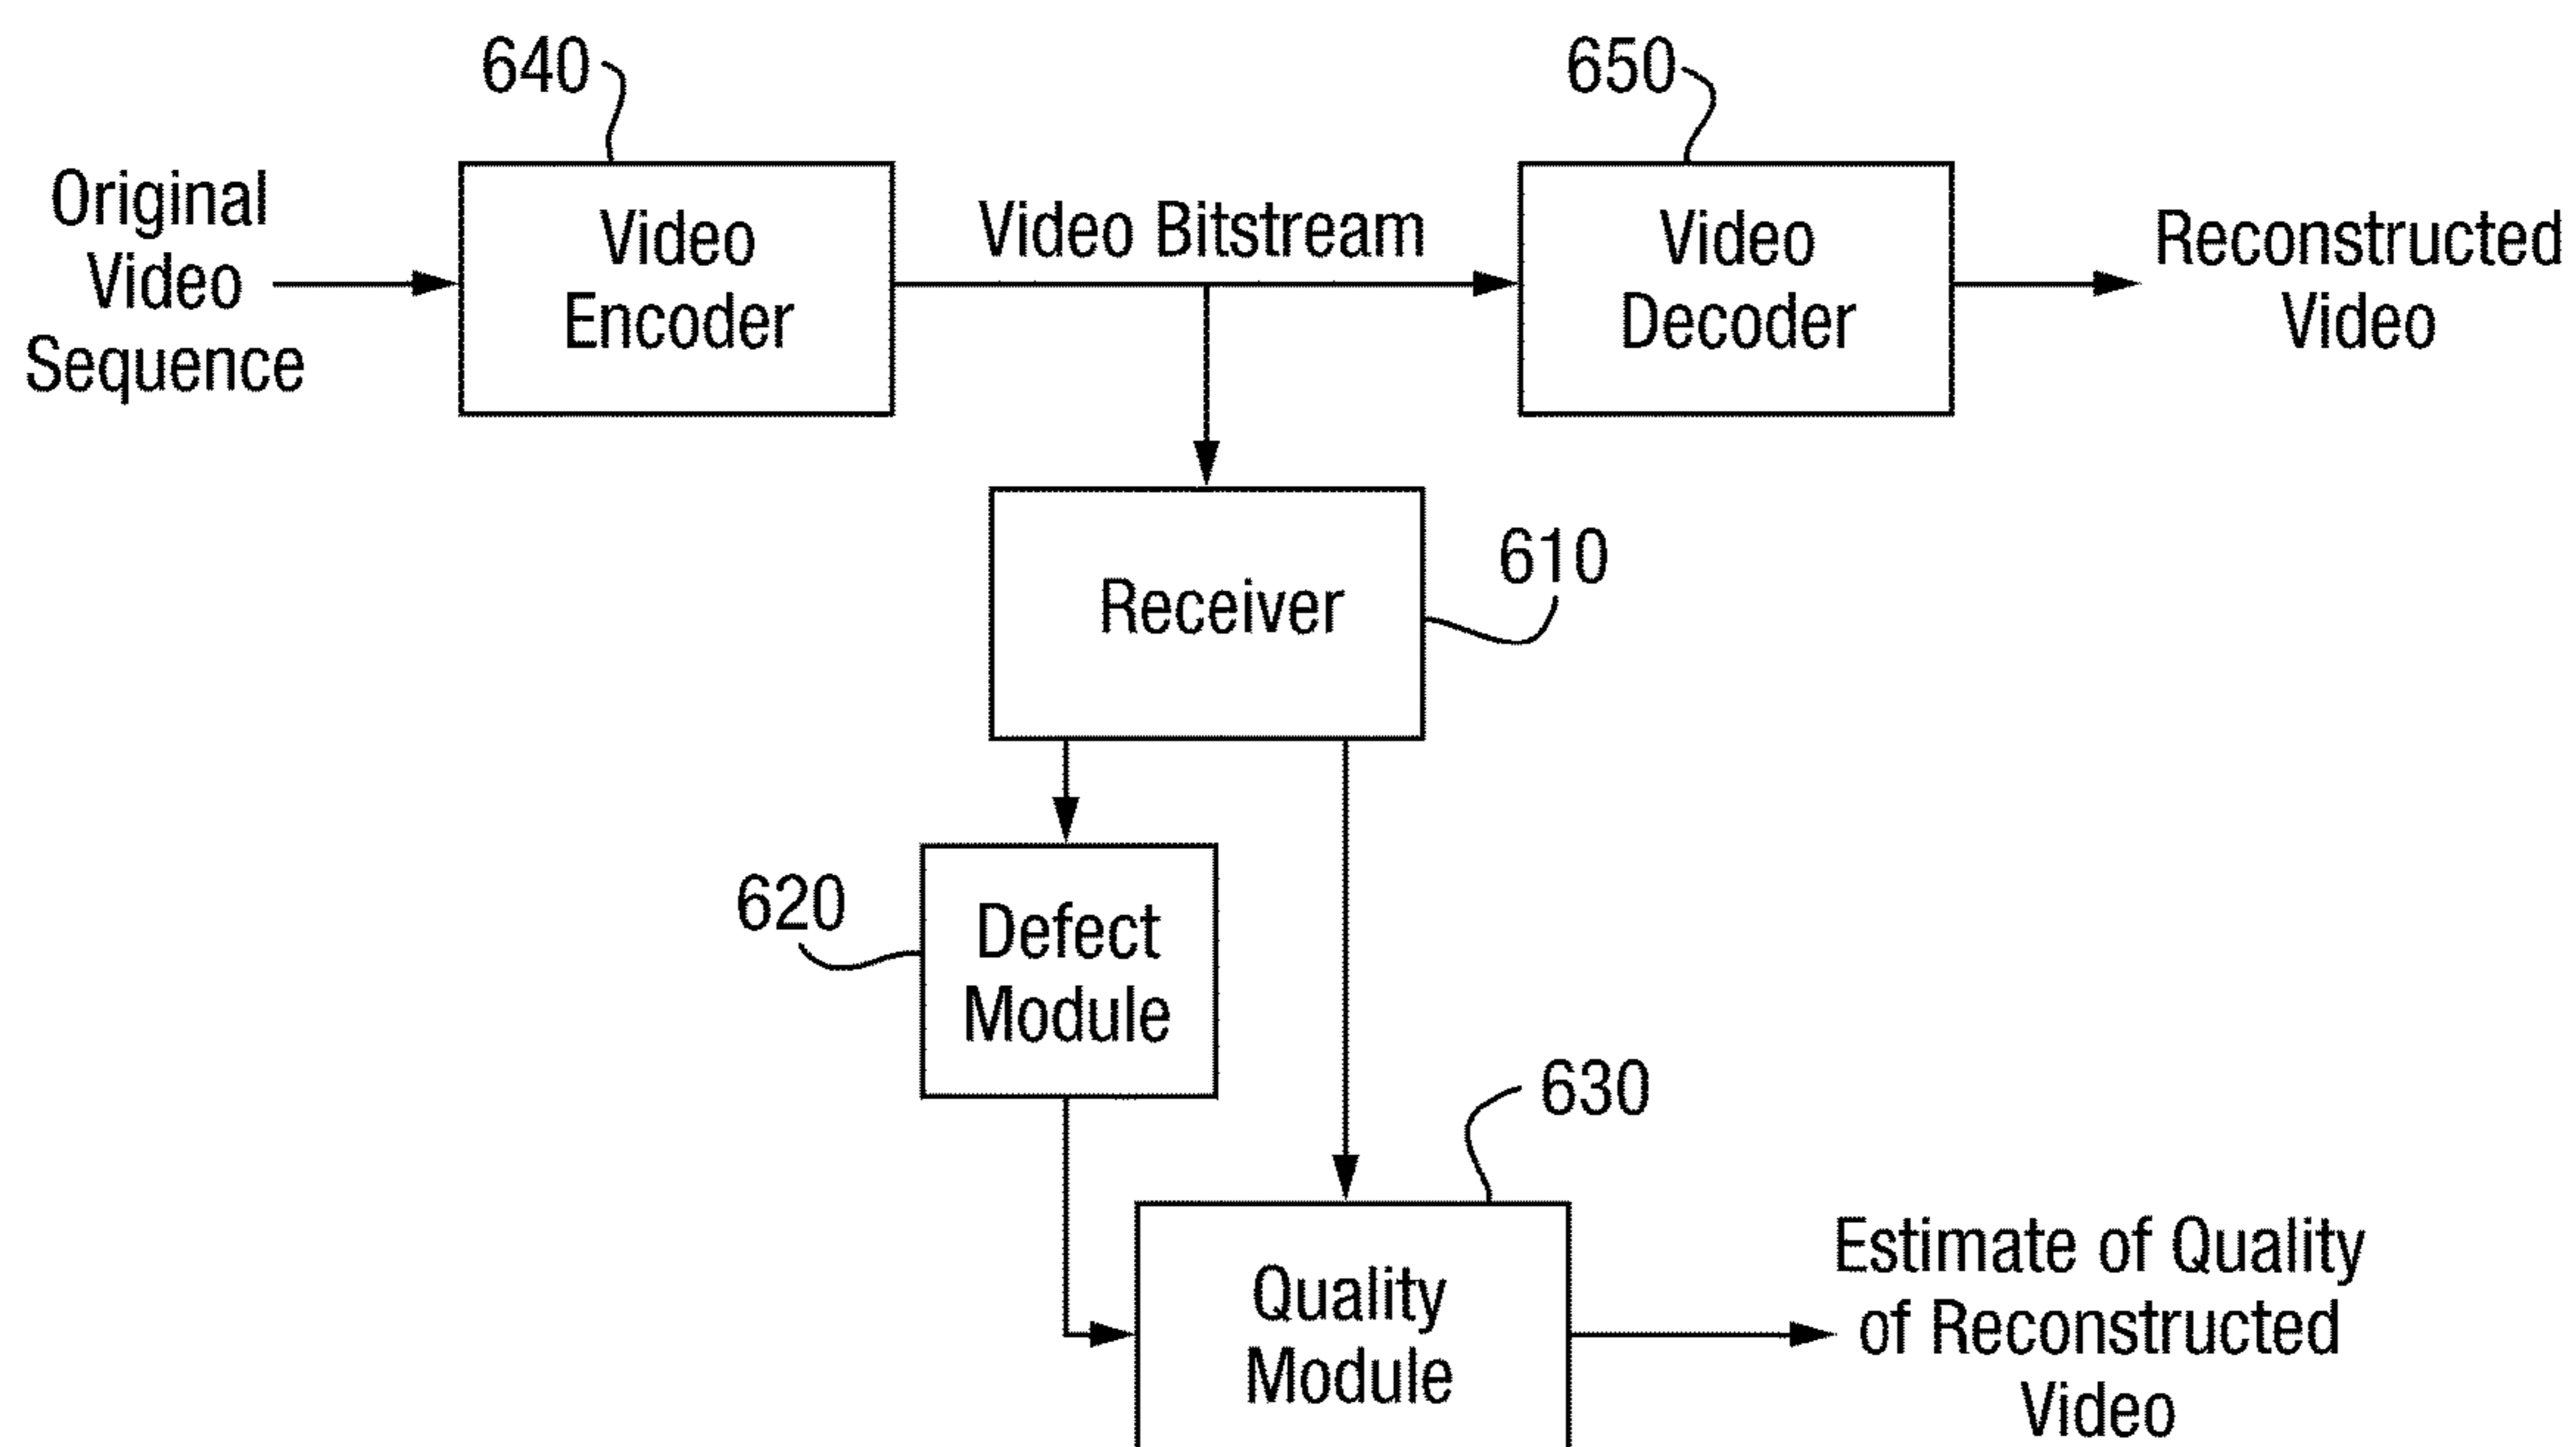 640
650
Original
Video
Sequence
Video
Encoder
Video Bitstream
Video
Decoder
Reconstructed
Video
Receiver
610
620
Defect
Module
630
Quality
Module
Estimate of Quality
of Reconstructed
Video